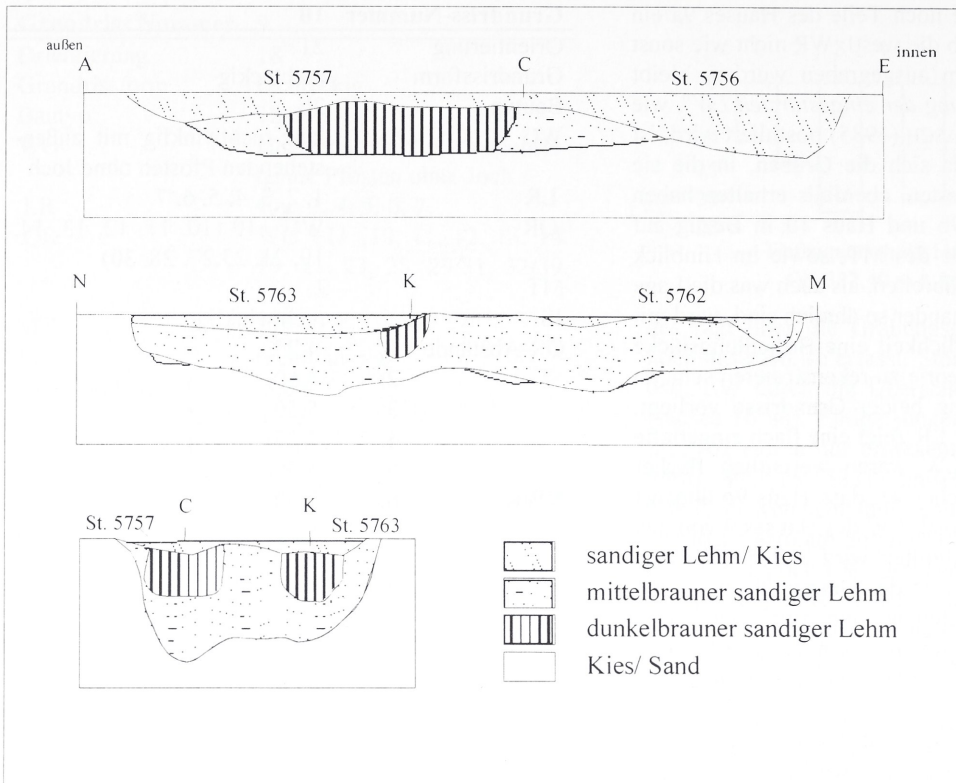 außen
innen
A St. 5757 C St. 5756 E
N St. 5763 K St. 5762 M
C K
St. 5757 St. 5763
sandiger Lehm/ Kies
mittelbrauner sandiger Lehm
dunkelbrauner sandiger Lehm
Kies/ Sand